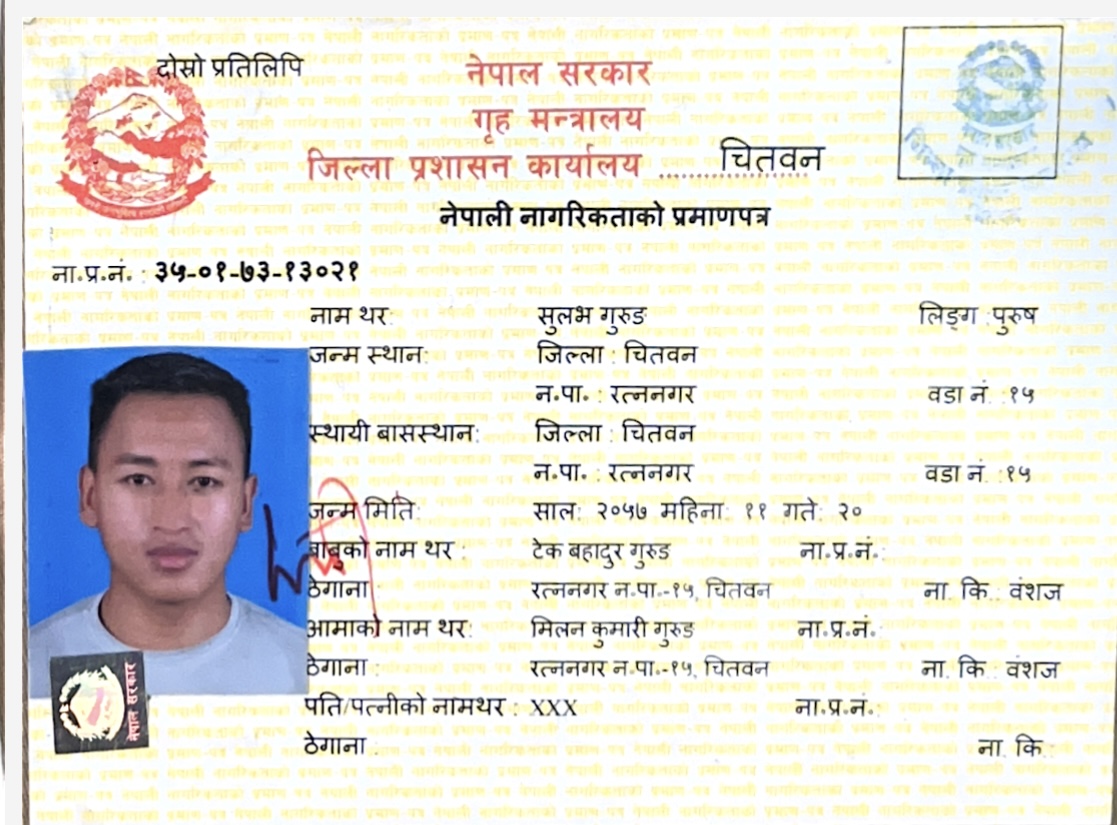 दोस्रो प्रतिलिपि
नेपाल सरकार
गृह मन्त्रालय
जिल्ला प्रशासन कार्यालय ........चितवन
नेपाली नागरिकताको प्रमाणपत्र
ना.प्र.नं. : ३५-०१-७३-१३०२१
नाम थर: सुलभ गुरुङ लिङ्ग :पुरुष
जन्म स्थान: जिल्ला : चितवन
न.पा. : रत्ननगर वडा नं. :१५
स्थायी बासस्थान: जिल्ला : चितवन
न.पा. : रत्ननगर वडा नं. :१५
जन्म मिति: साल: २०५७ महिना: ११ गते: २०
बाबुको नाम थर : टेक बहादुर गुरुङ ना.प्र.नं.:
ठेगाना : रत्ननगर न.पा.-१५, चितवन ना. कि.: वंशज
आमाको नाम थर: मिलन कुमारी गुरुङ ना.प्र.नं.:
ठेगाना : रत्ननगर न.पा.-१५, चितवन ना. कि.: वंशज
पति/पत्नीको नामथर : XXX ना.प्र.नं.:
ठेगाना : ना. कि.:
नेपाल सरकार